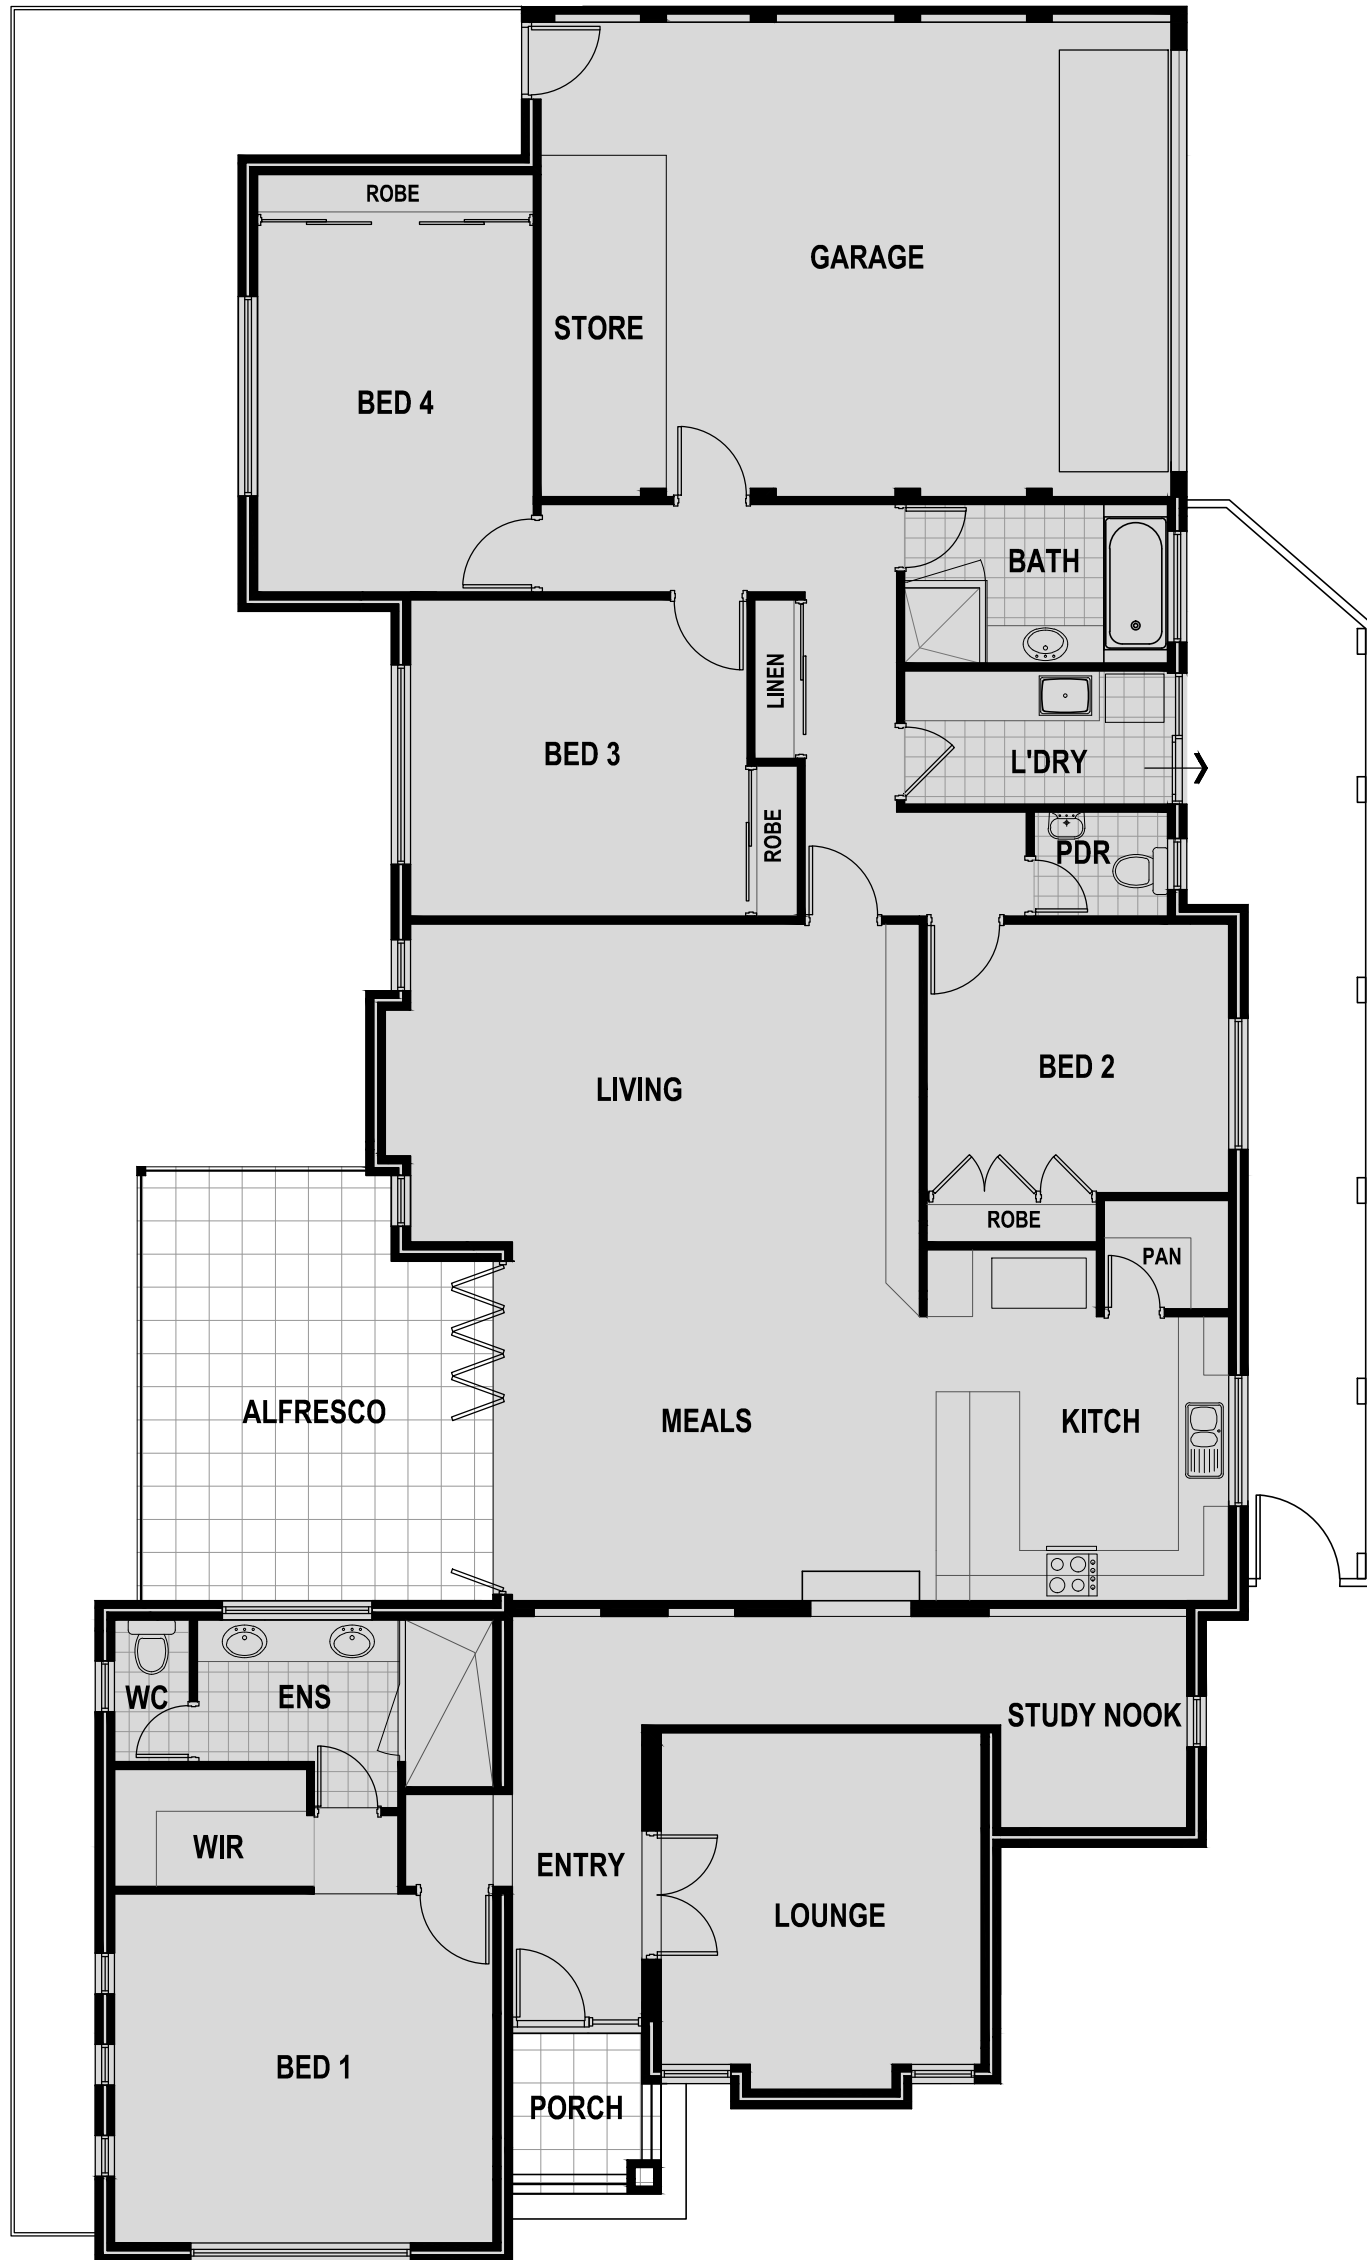 ROBE
GARAGE
STORE
BED 4
BATH
LINEN
BED 3
L'DRY
ROBE
PDR
BED 2
LIVING
ROBE
PAN
ALFRESCO
MEALS
KITCH
WC
ENS
STUDY NOOK
WIR
ENTRY
LOUNGE
BED 1
PORCH